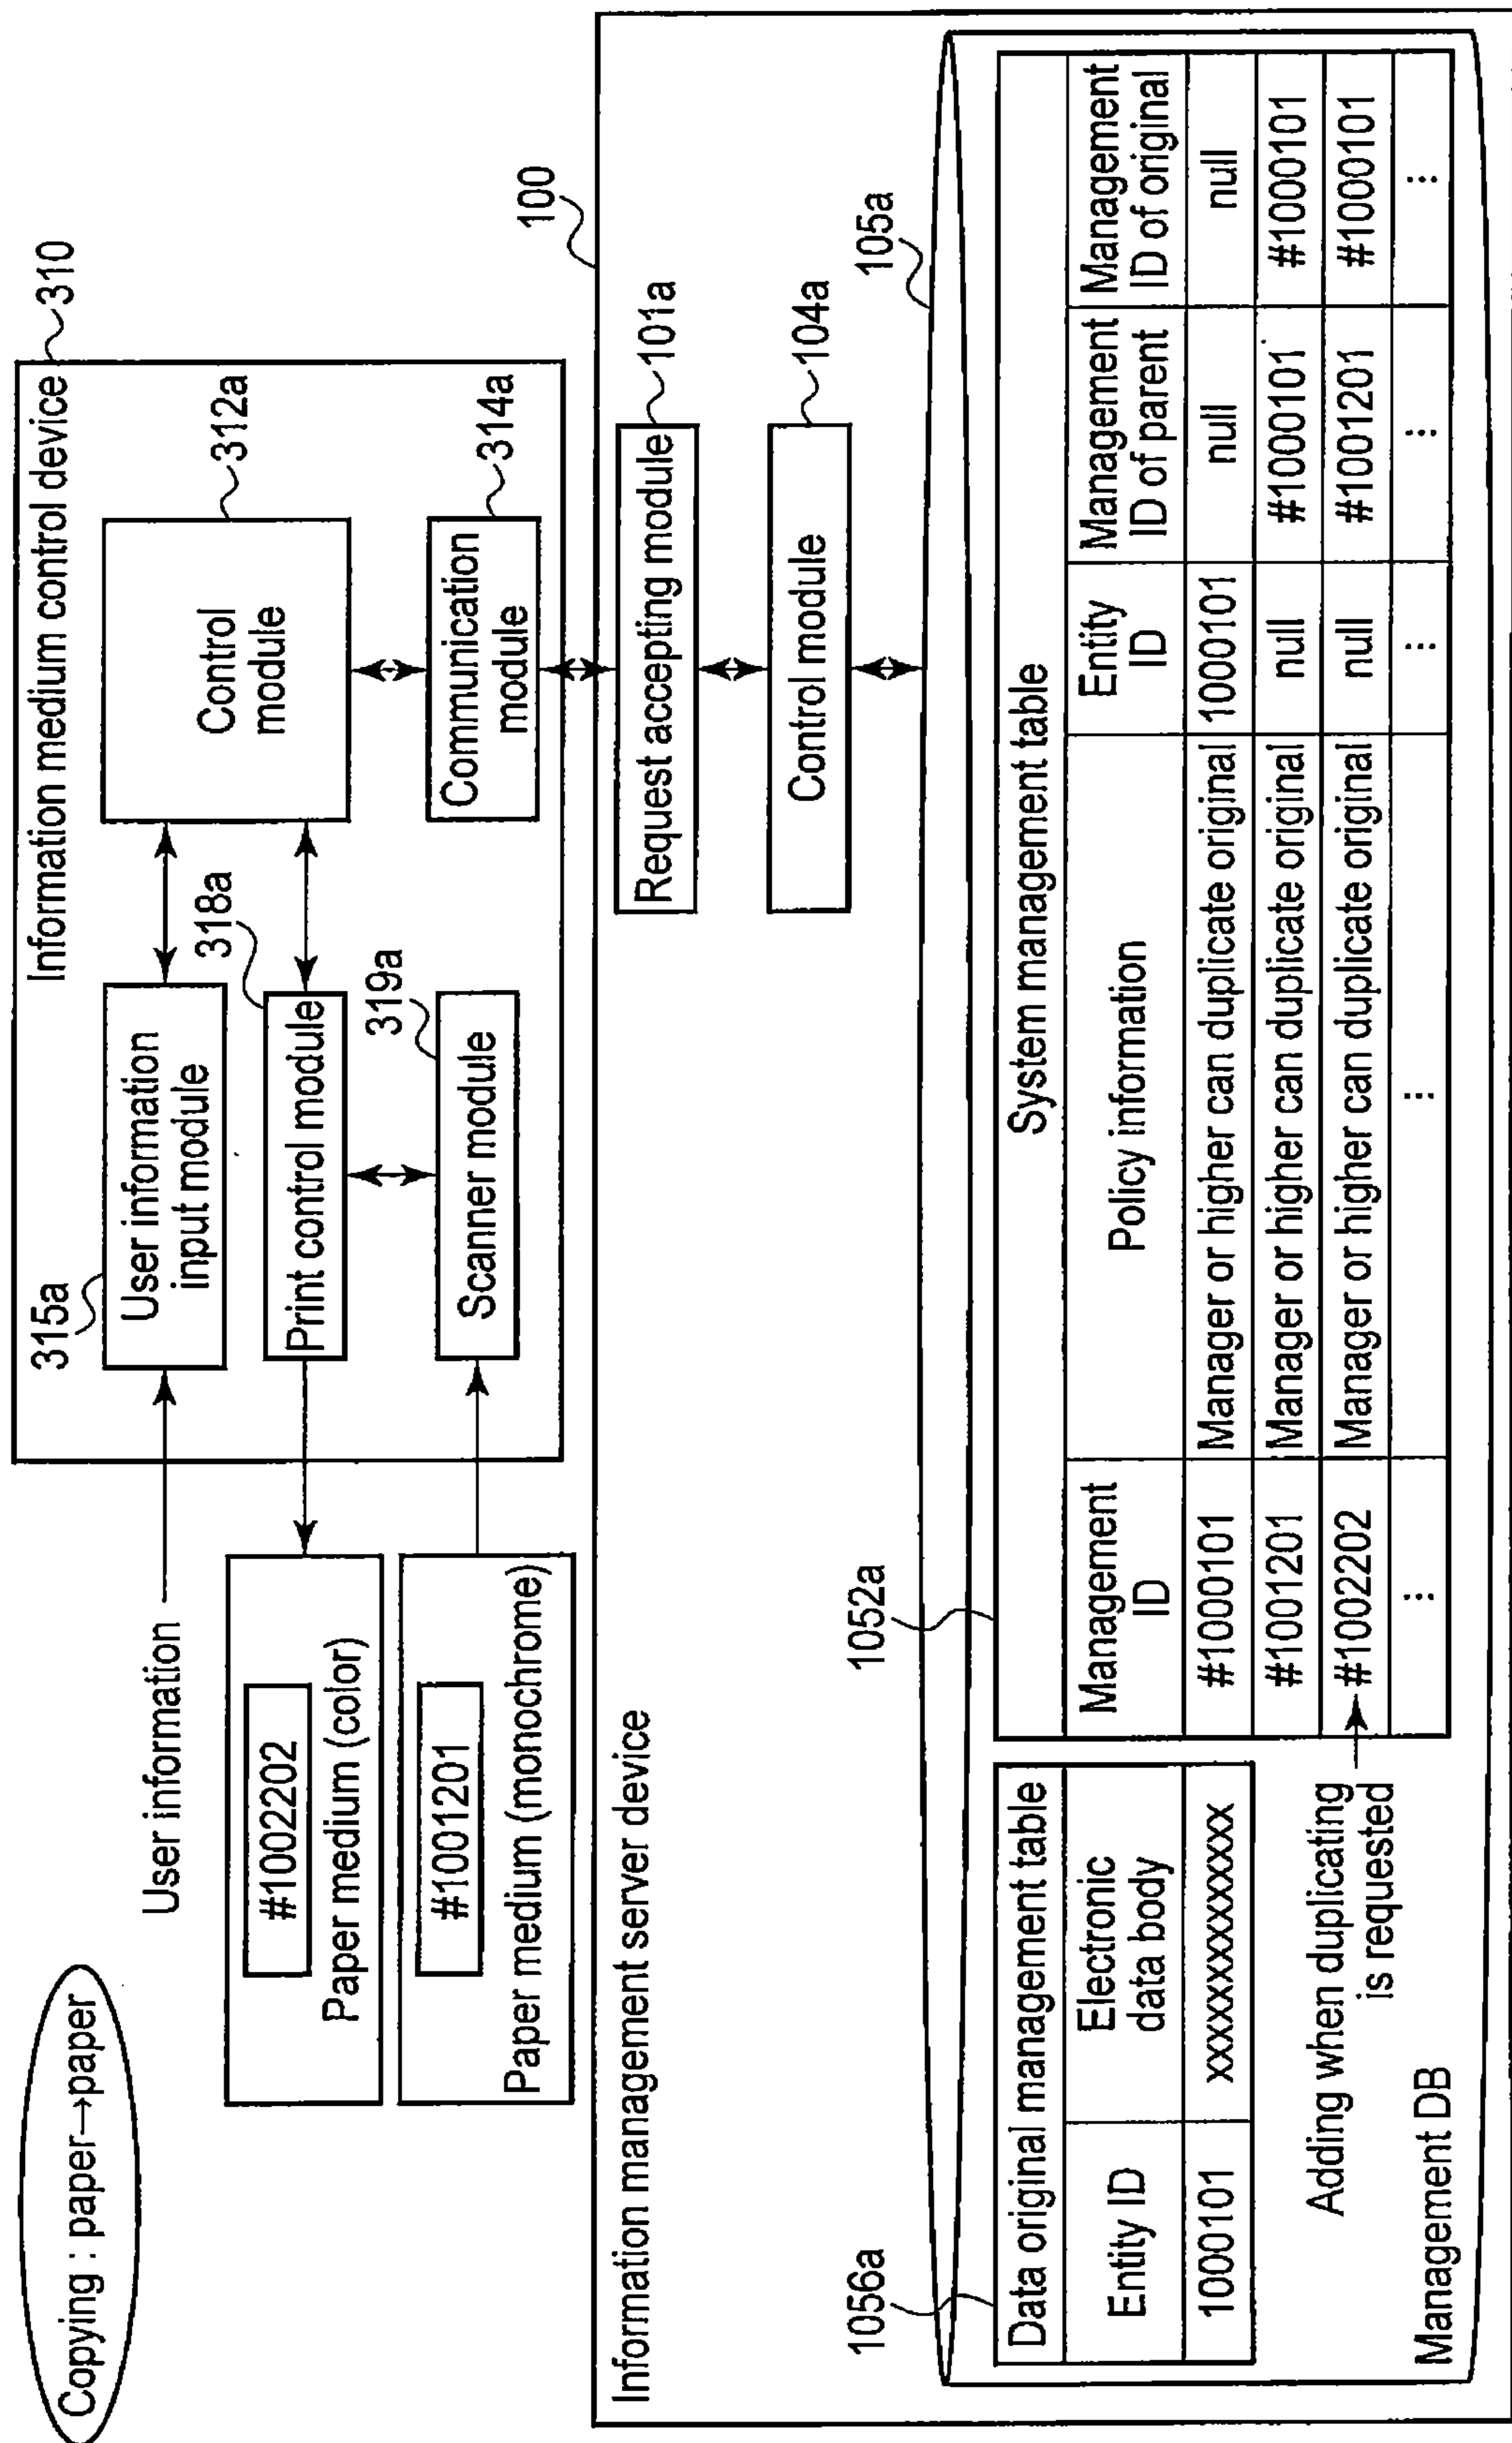 Copying : paper→paper
Information medium control device
310
User information
315a
User information
input module
Control
module
312a
#1002202
Paper medium (color)
Print control module
318a
#1001201
Paper medium (monochrome)
Scanner module
319a
Communication
module
314a
Information management server device
100
Request accepting module
101a
Control module
104a
105a
1056a
Data original management table
Entity ID
Electronic
data body
1000101
xxxxxxxxxxxxx
Adding when duplicating
is requested
Management DB
1052a
System management table
Management
ID
Policy information
Entity
ID
Management
ID of parent
Management
ID of original
#1000101
Manager or higher can duplicate original
1000101
null
null
#1001201
Manager or higher can duplicate original
null
#1000101
#1000101
#1002202
Manager or higher can duplicate original
null
#1001201
#1000101
...
...
...
...
...